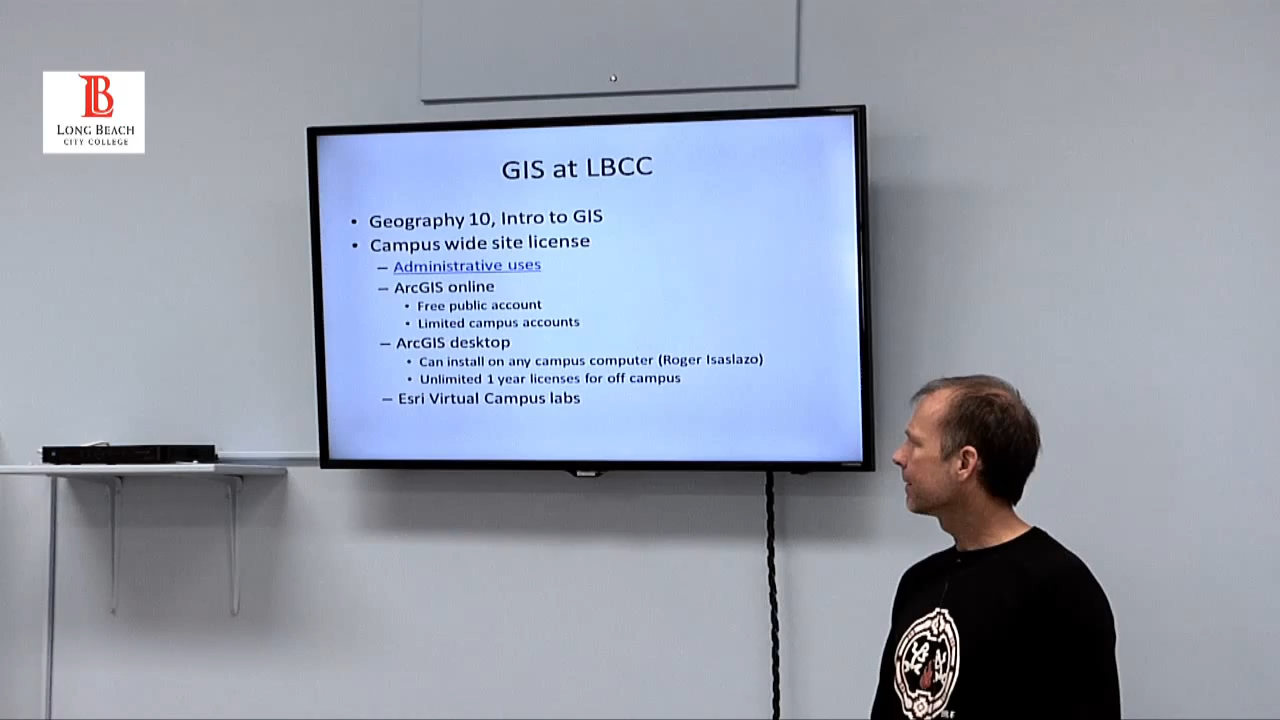 LB
LONG BEACH
CITY COLLEGE
GIS at LBCC
• Geography 10, Intro to GIS
• Campus wide site license
– Administrative uses
– ArcGIS online
• Free public account
• Limited campus accounts
– ArcGIS desktop
• Can install on any campus computer (Roger Isaslazo)
• Unlimited 1 year licenses for off campus
– Esri Virtual Campus labs